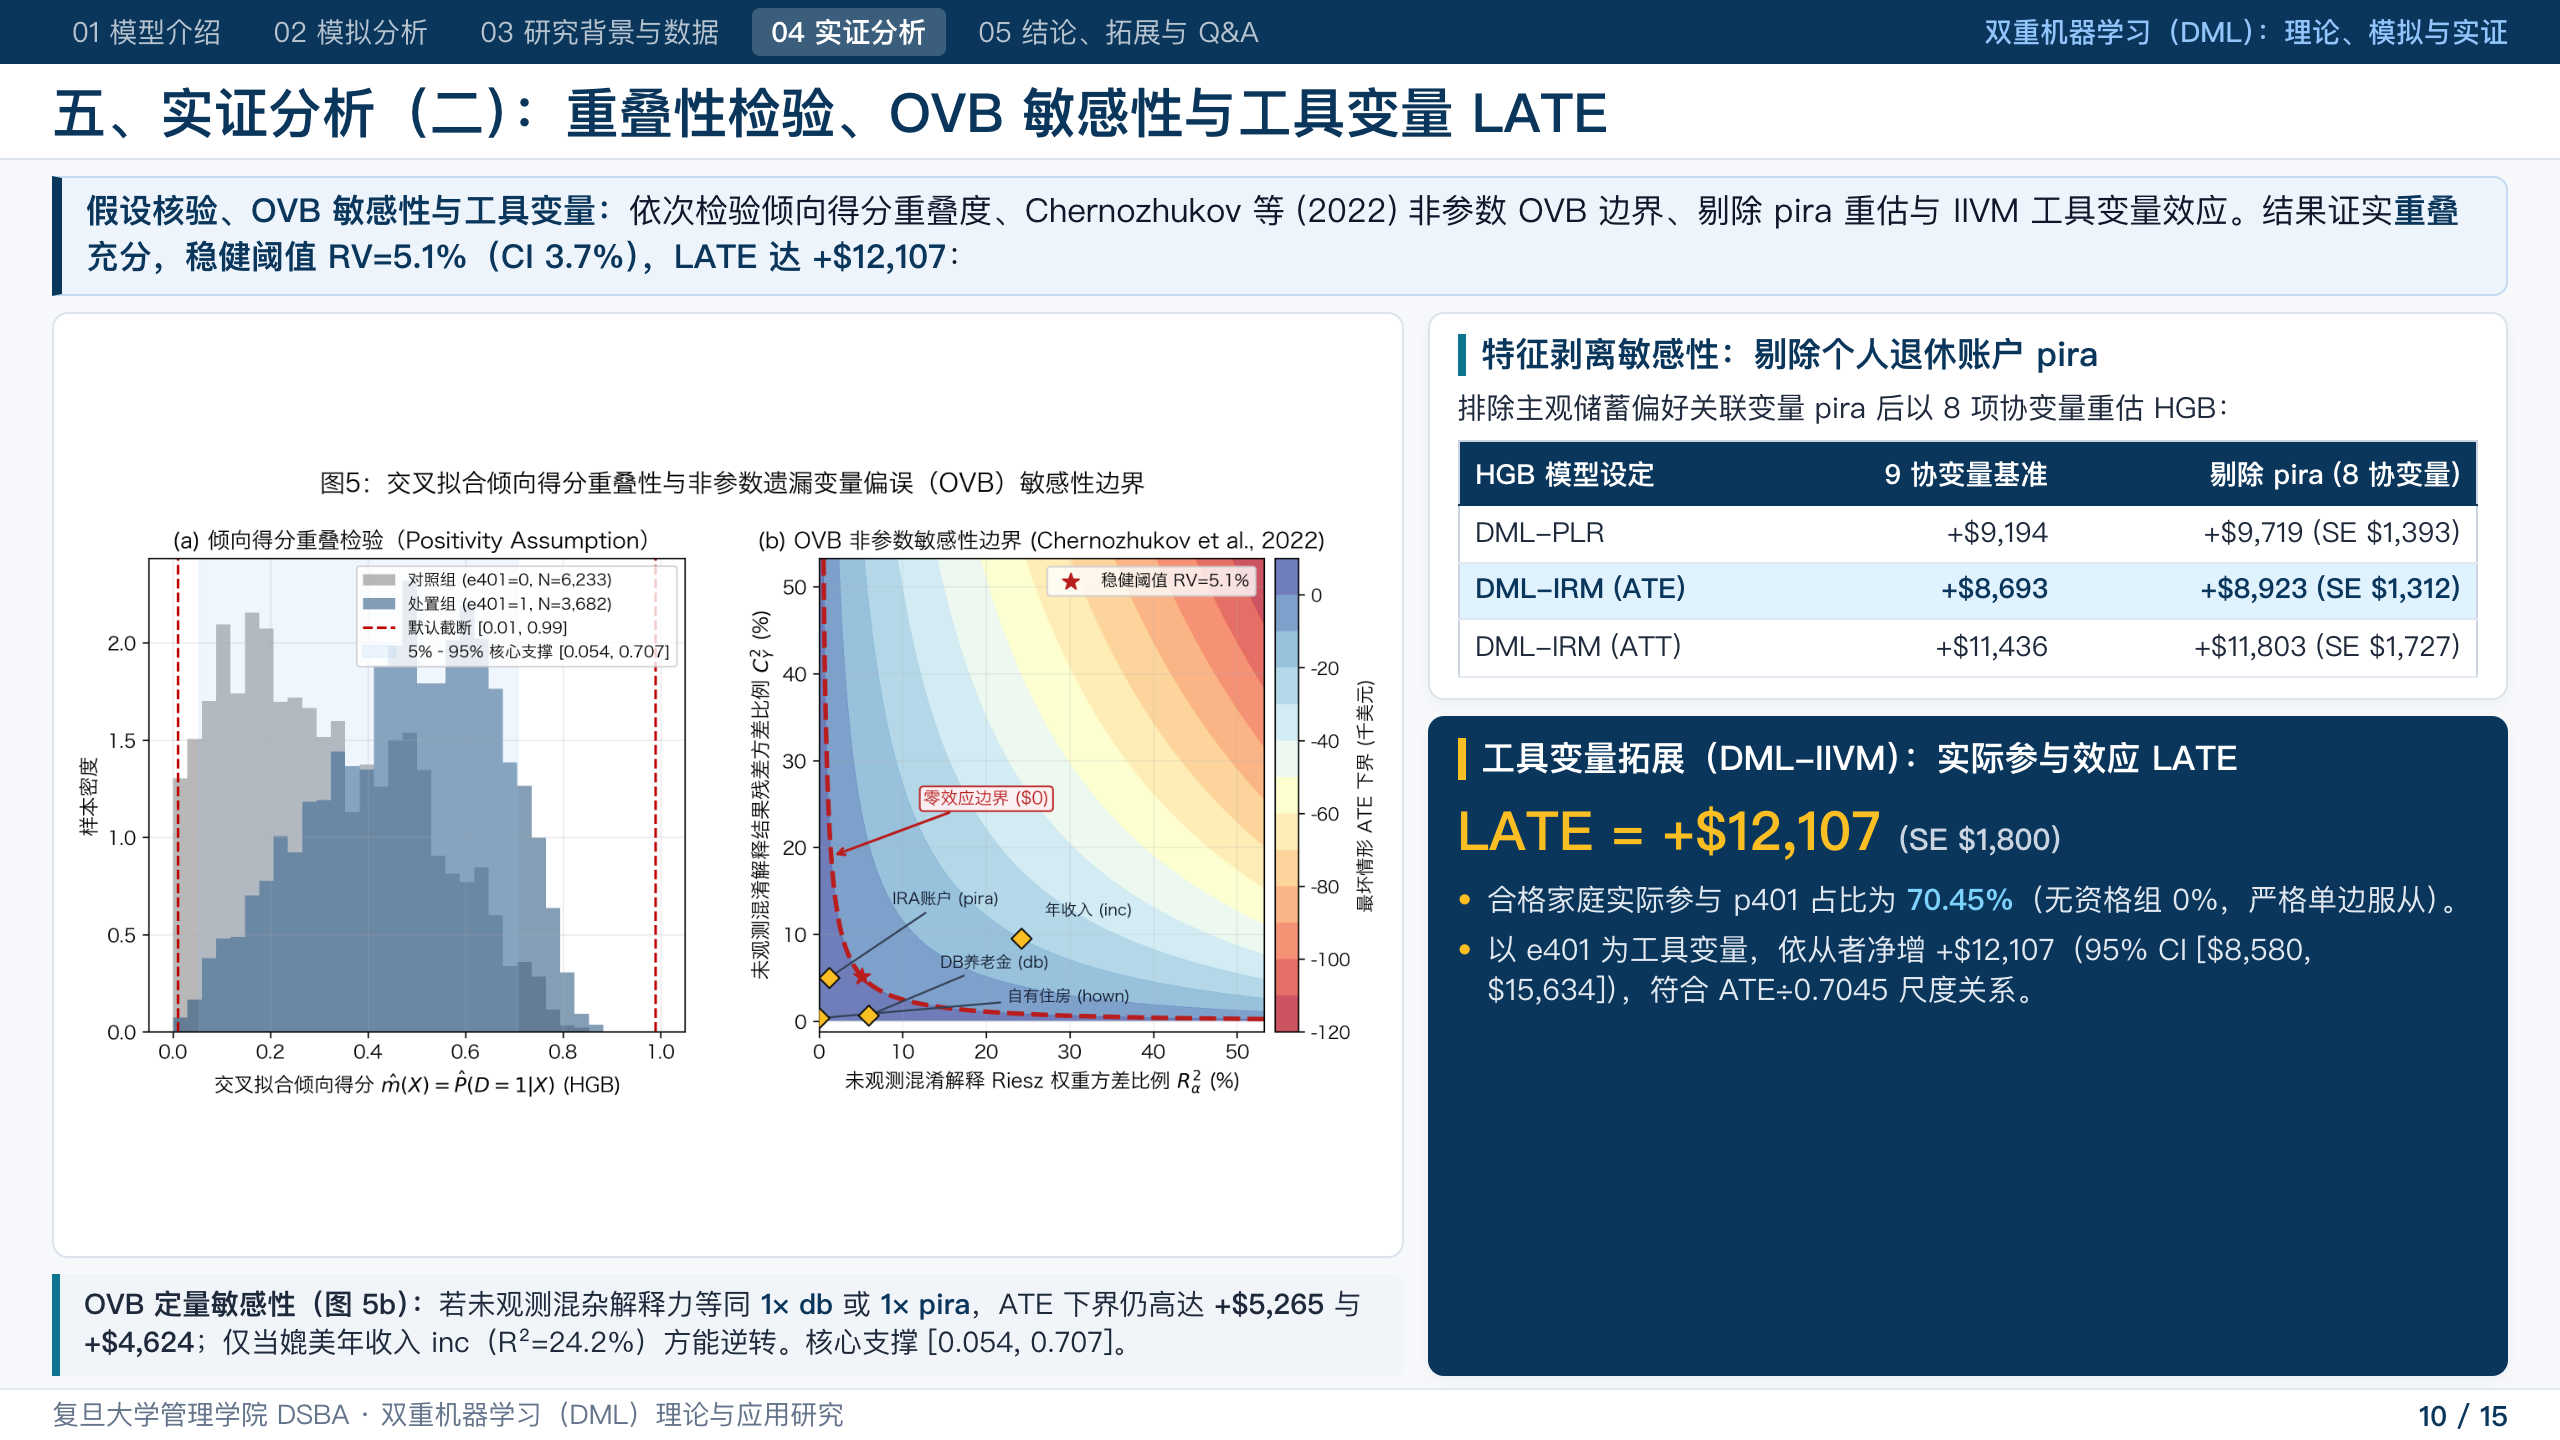 01 模型介绍
02 模拟分析
03 研究背景与数据
04 实证分析
05 结论、拓展与 Q&A
双重机器学习（DML）：理论、模拟与实证
五、实证分析（二）：重叠性检验、OVB 敏感性与工具变量 LATE
假设核验、OVB 敏感性与工具变量：依次检验倾向得分重叠度、Chernozhukov 等 (2022) 非参数 OVB 边界、剔除 pira 重估与 IIVM 工具变量效应。结果证实重叠
充分，稳健阈值 RV=5.1%（CI 3.7%），LATE 达 +$12,107：
图5：交叉拟合倾向得分重叠性与非参数遗漏变量偏误（OVB）敏感性边界
(a) 倾向得分重叠检验（Positivity Assumption）
对照组 (e401=0, N=6,233)
处置组 (e401=1, N=3,682)
默认截断 [0.01, 0.99]
5% - 95% 核心支撑 [0.054, 0.707]
样本密度
2.0
1.5
1.0
0.5
0.0
0.0 0.2 0.4 0.6 0.8 1.0
交叉拟合倾向得分 m̂(X) = P̂(D = 1|X) (HGB)
(b) OVB 非参数敏感性边界 (Chernozhukov et al., 2022)
稳健阈值 RV=5.1%
未观测混淆解释结果残差方差比例 C²_Y (%)
50
40
30
20
10
0
零效应边界 ($0)
IRA账户 (pira)
年收入 (inc)
DB养老金 (db)
自有住房 (hown)
0 10 20 30 40 50
未观测混淆解释 Riesz 权重方差比例 R²_α (%)
0
-20
-40
-60
-80
-100
-120
最坏情形 ATE 下界 (千美元)
OVB 定量敏感性（图 5b）：若未观测混杂解释力等同 1× db 或 1× pira，ATE 下界仍高达 +$5,265 与
+$4,624；仅当媲美年收入 inc（R²=24.2%）方能逆转。核心支撑 [0.054, 0.707]。
特征剥离敏感性：剔除个人退休账户 pira
排除主观储蓄偏好关联变量 pira 后以 8 项协变量重估 HGB：
HGB 模型设定 9 协变量基准 剔除 pira (8 协变量)
DML-PLR +$9,194 +$9,719 (SE $1,393)
DML-IRM (ATE) +$8,693 +$8,923 (SE $1,312)
DML-IRM (ATT) +$11,436 +$11,803 (SE $1,727)
工具变量拓展（DML-IIVM）：实际参与效应 LATE
LATE = +$12,107 (SE $1,800)
• 合格家庭实际参与 p401 占比为 70.45%（无资格组 0%，严格单边服从）。
• 以 e401 为工具变量，依从者净增 +$12,107（95% CI [$8,580,
$15,634]），符合 ATE÷0.7045 尺度关系。
复旦大学管理学院 DSBA · 双重机器学习（DML）理论与应用研究
10 / 15